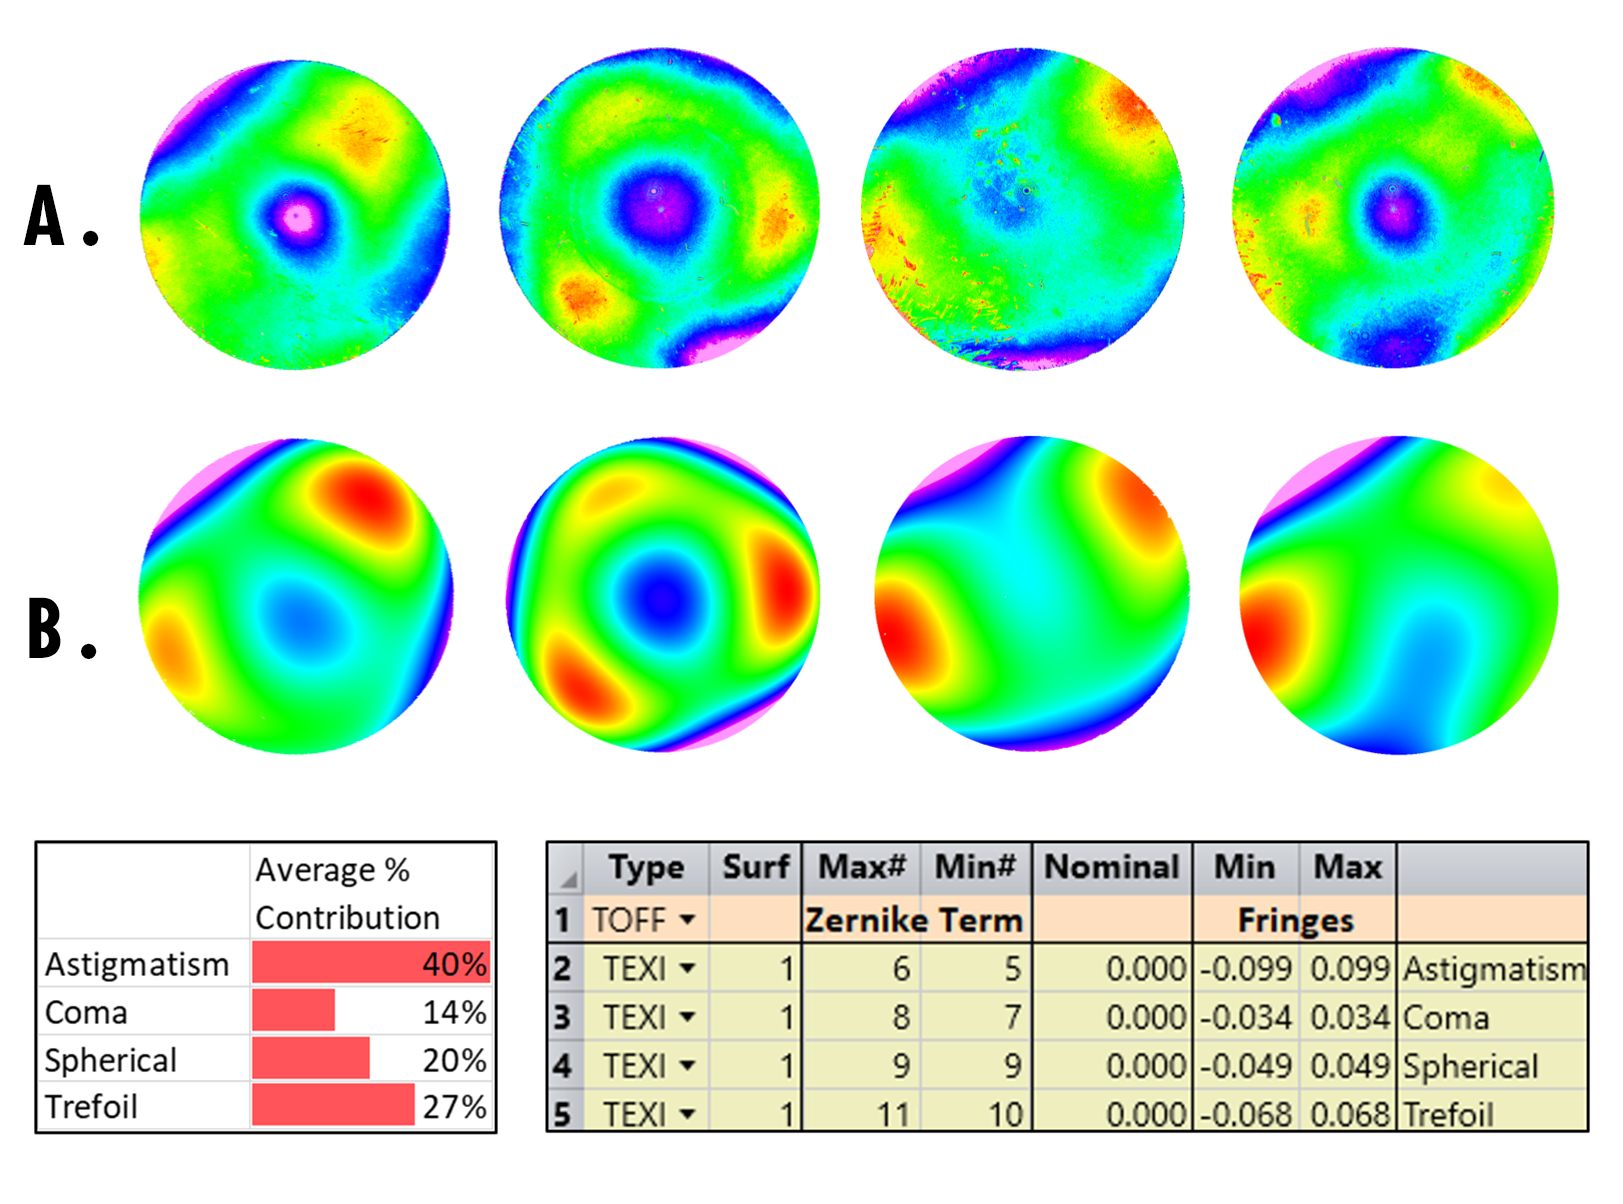 A.
B.
Average %
Contribution
Astigmatism 40%
Coma 14%
Spherical 20%
Trefoil 27%
Type Surf Max# Min# Nominal Min Max
1 TOFF Zernike Term Fringes
2 TEXI 1 6 5 0.000 -0.099 0.099 Astigmatism
3 TEXI 1 8 7 0.000 -0.034 0.034 Coma
4 TEXI 1 9 9 0.000 -0.049 0.049 Spherical
5 TEXI 1 11 10 0.000 -0.068 0.068 Trefoil